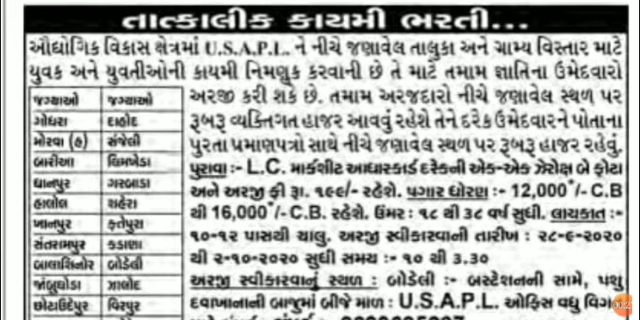 તાત્કાલીક કાયમી ભરતી...
ઔદ્યોગિક વિકાસ ક્ષેત્રમાં U.S.A.P.L. ને નીચે જણાવેલ તાલુકા અને ગ્રામ્ય વિસ્તાર માટે
યુવક અને યુવતીઓની કાયમી નિમણુક કરવાની છે તે માટે તમામ જ્ઞાતિના ઉમેદવારો
જગ્યાઓ જગ્યાઓ
ગોધરા દાહોદ
મોરવા (હ) સંજેલી
બારીઆ લિમખેડા
ધાનપુર ગરબાડા
હાલોલ શહેરા
ખાનપુર ફતેપુરા
સંતરામપુર કડાણા
બાલાસિનોર બોડેલી
જાંબુઘોડા ઝાલોદ
છોટાઉદેપુર વિરપુર
અરજી કરી શકે છે. તમામ અરજદારો નીચે જણાવેલ સ્થળ પર
રૂબરૂ વ્યક્તિગત હાજર આવવું રહેશે તેને દરેક ઉમેદવારને પોતાના
પુરતા પ્રમાણપત્રો સાથે નીચે જણાવેલ સ્થળ પર રૂબરૂ હાજર રહેવું.
પુરાવા :- L.C. માર્કશીટ આધારકાર્ડ દરેકની એક-એક ઝેરોક્ષ બે ફોટા
અને અરજી ફી રૂા. ૧૯૯/- રહેશે. પગાર ધોરણ :- 12,000*/- C.B
થી 16,000*/- C.B. રહેશે. ઉંમર : ૧૮ થી ૩૮ વર્ષ સુધી. લાયકાત :-
૧૦-૧૨ પાસથી ચાલુ. અરજી સ્વીકારવાની તારીખ : ૨૮-૯-૨૦૨૦
થી ૨-૧૦-૨૦૨૦ સુધી સમય :- ૧૦ થી ૩.૩૦
અરજી સ્વીકારવાનું સ્થળ : બોડેલી - બસ્ટેશનની સામે, પશુ
દવાખાનાની બાજુમાં બીજે માળ : U.S.A.P.L. ઓફિસ વધુ વિગત